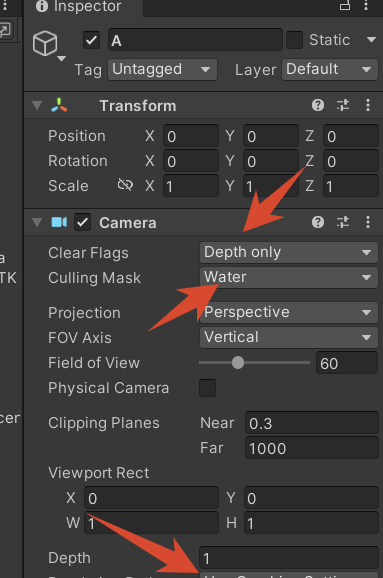 Inspector
A
Static
Tag Untagged Layer Default
Transform
Position X 0 Y 0 Z 0
Rotation X 0 Y 0 Z 0
Scale X 1 Y 1 Z 1
Camera
Clear Flags Depth only
a
TK
Culling Mask Water
Projection Perspective
FOV Axis Vertical
Field of View 60
Physical Camera
cer
Clipping Planes Near 0.3
Far 1000
Viewport Rect
X 0 Y 0
W 1 H 1
Depth 1